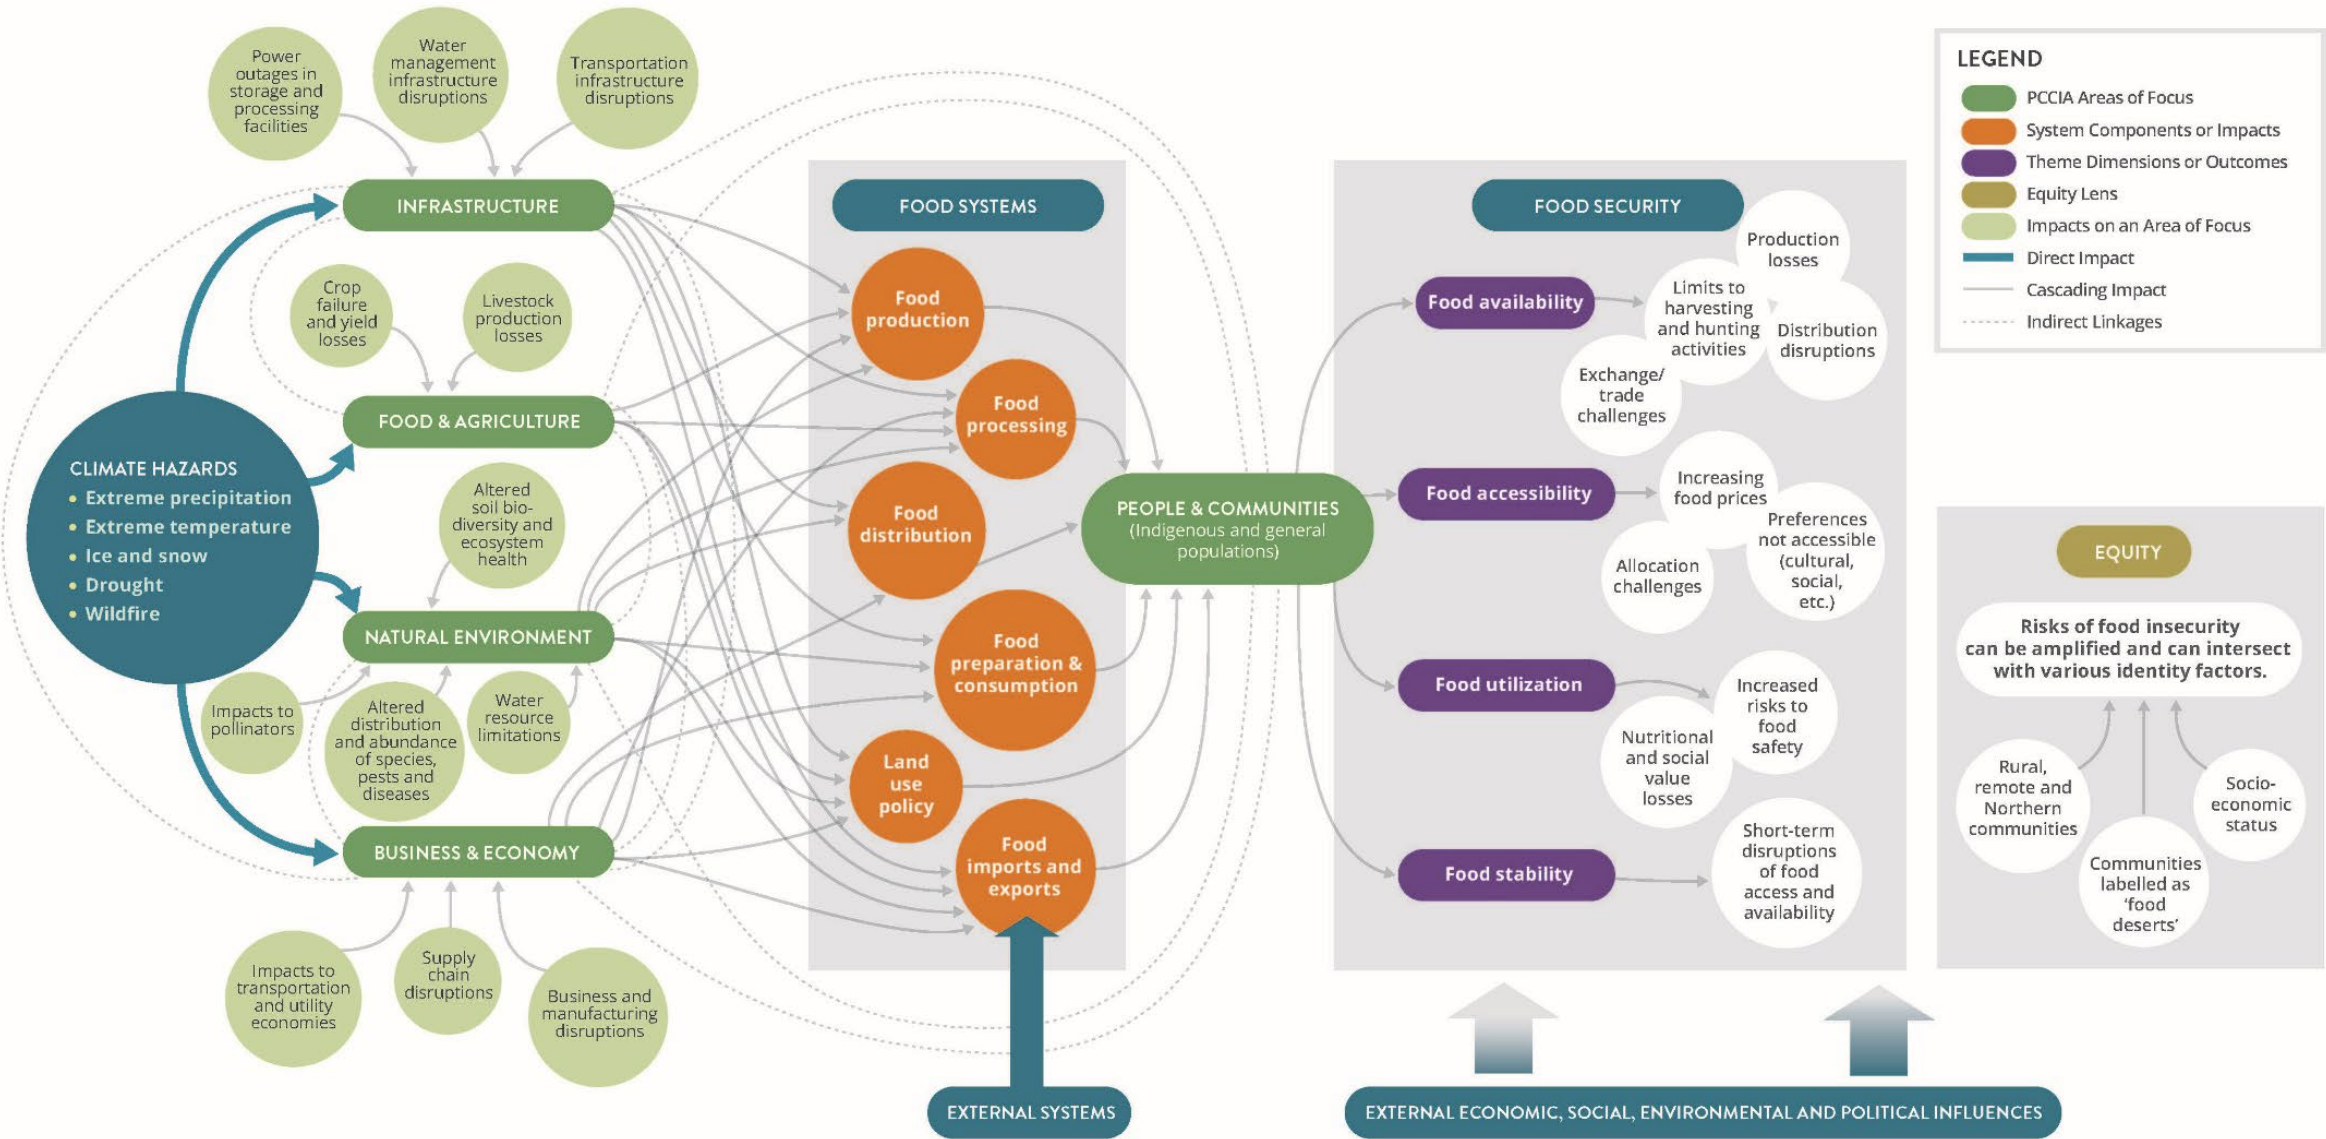 Power
outages in
storage and
processing
facilities
Water
management
infrastructure
disruptions
Transportation
infrastructure
disruptions
INFRASTRUCTURE
Crop
failure
and yield
losses
Livestock
production
losses
FOOD & AGRICULTURE
CLIMATE HAZARDS
• Extreme precipitation
• Extreme temperature
• Ice and snow
• Drought
• Wildfire
Altered
soil bio-
diversity and
ecosystem
health
NATURAL ENVIRONMENT
Impacts to
pollinators
Altered
distribution
and abundance
of species,
pests and
diseases
Water
resource
limitations
BUSINESS & ECONOMY
Impacts to
transportation
and utility
economies
Supply
chain
disruptions
Business and
manufacturing
disruptions
FOOD SYSTEMS
Food
production
Food
processing
Food
distribution
Food
preparation &
consumption
Land
use
policy
Food
imports and
exports
EXTERNAL SYSTEMS
PEOPLE & COMMUNITIES
(Indigenous and general
populations)
FOOD SECURITY
Food availability
Production
losses
Limits to
harvesting
and hunting
activities
Distribution
disruptions
Exchange/
trade
challenges
Food accessibility
Increasing
food prices
Preferences
not accessible
(cultural,
social,
etc.)
Allocation
challenges
Food utilization
Increased
risks to
food
safety
Nutritional
and social
value
losses
Food stability
Short-term
disruptions
of food
access and
availability
EXTERNAL ECONOMIC, SOCIAL, ENVIRONMENTAL AND POLITICAL INFLUENCES
LEGEND
PCCIA Areas of Focus
System Components or Impacts
Theme Dimensions or Outcomes
Equity Lens
Impacts on an Area of Focus
Direct Impact
Cascading Impact
Indirect Linkages
EQUITY
Risks of food insecurity
can be amplified and can intersect
with various identity factors.
Rural,
remote and
Northern
communities
Communities
labelled as
‘food
deserts’
Socio-
economic
status